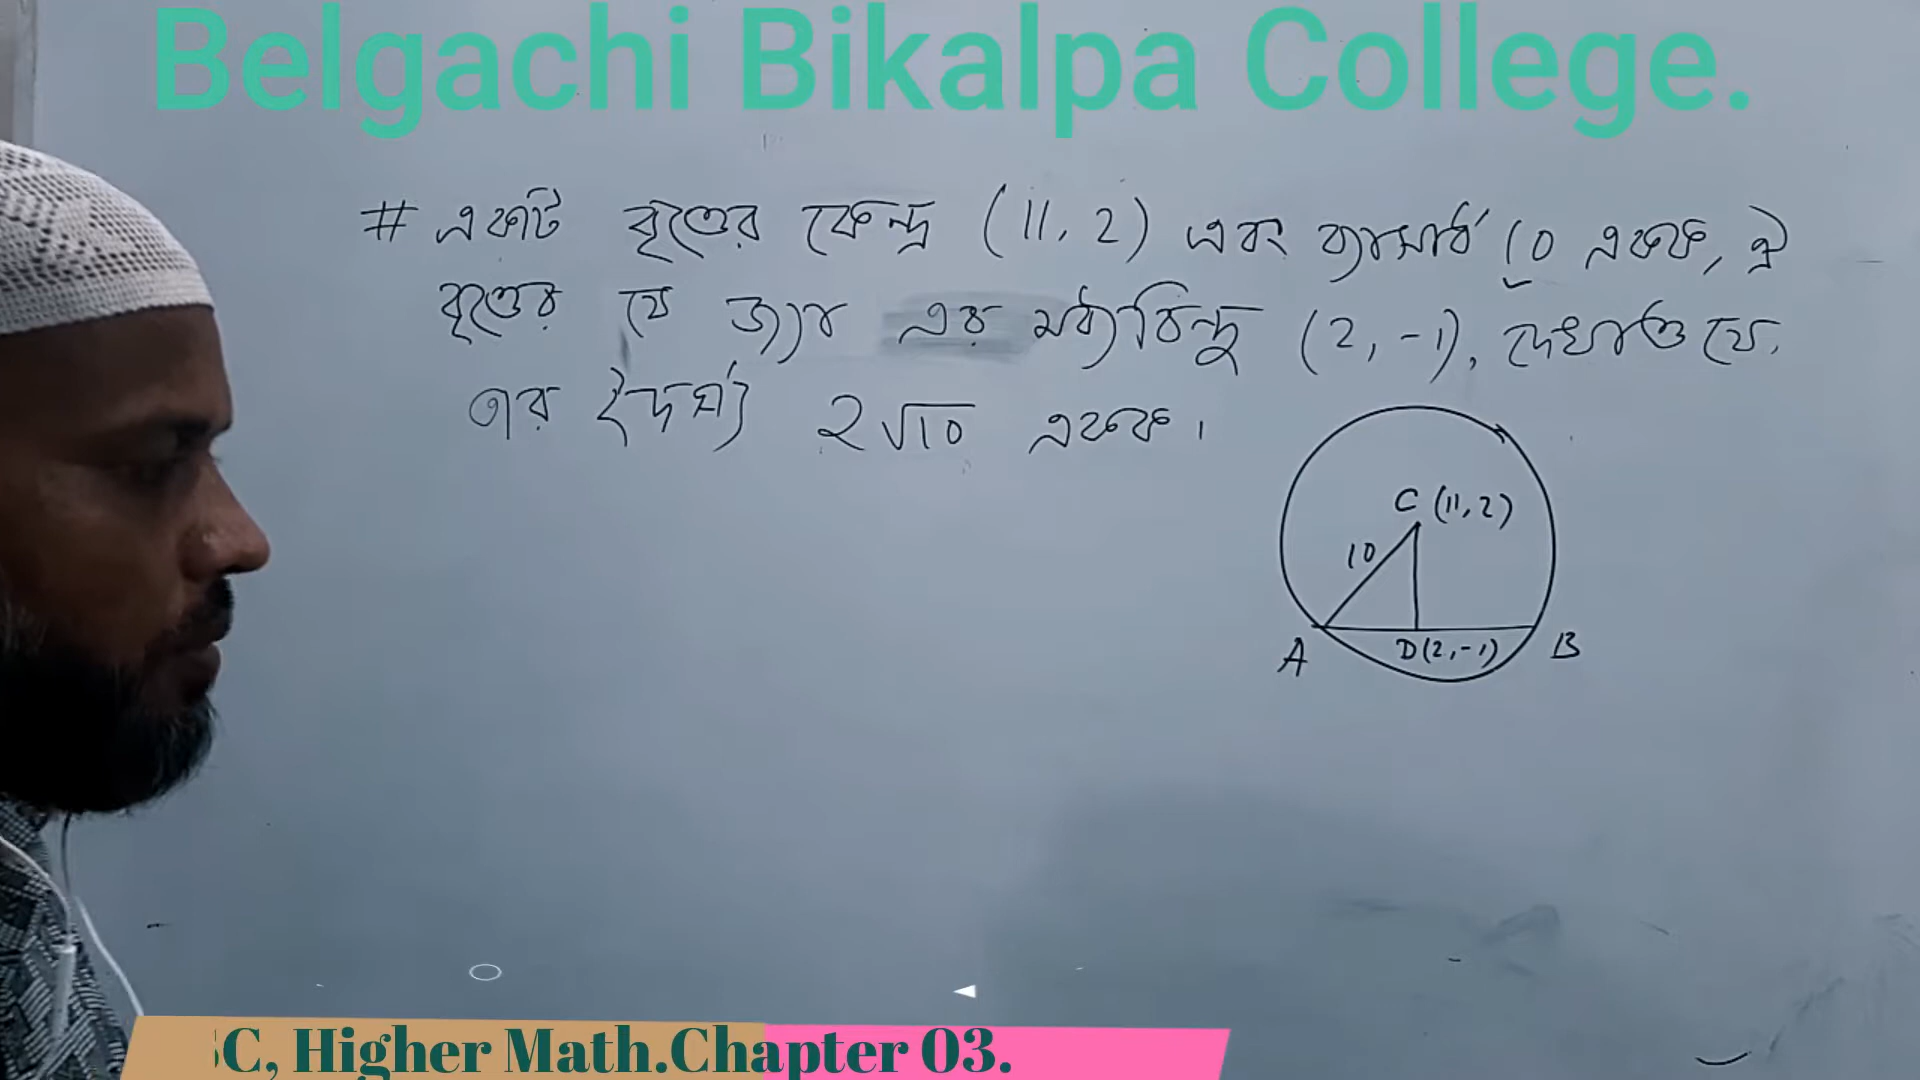 Belgachi Bikalpa College.
# একটি বৃত্তের কেন্দ্র (11, 2) এবং ব্যাসার্ধ 10 একক, ঐ
বৃত্তের যে জ্যা এর মধ্যবিন্দু (2, -1), দেখাও যে,
তার দৈর্ঘ্য 2√10 একক।
C (11, 2)
10
A
D(2, -1)
B
C, Higher Math.Chapter 03.